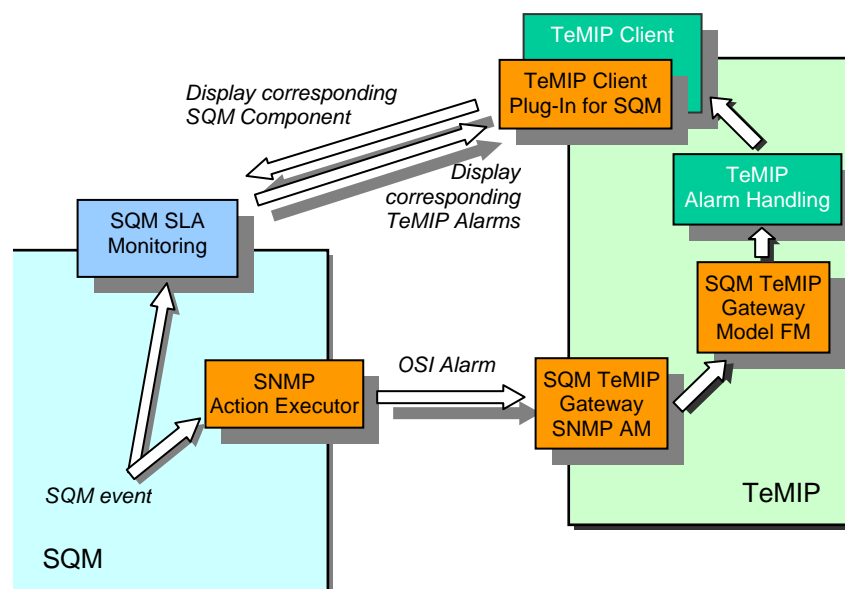 TeMIP Client
TeMIP Client
Plug-In for SQM
Display corresponding
SQM Component
Display
corresponding
TeMIP Alarms
TeMIP
Alarm Handling
SQM SLA
Monitoring
SQM TeMIP
Gateway
Model FM
SNMP
Action Executor
OSI Alarm
SQM TeMIP
Gateway
SNMP AM
SQM event
TeMIP
SQM